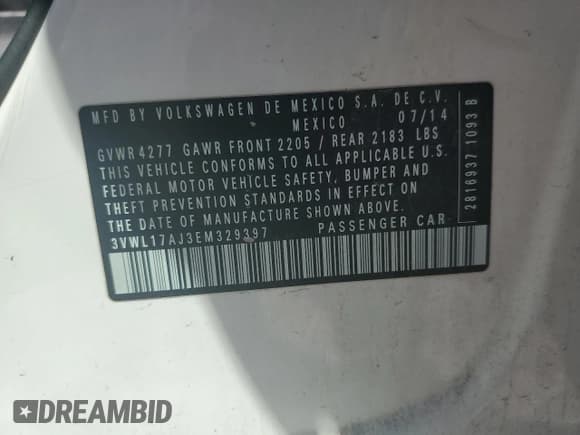 MFD BY VOLKSWAGEN DE MEXICO S.A. DE C.V.
MEXICO 07/14
GVWR 4277 GAWR FRONT 2205 / REAR 2183 LBS
THIS VEHICLE CONFORMS TO ALL APPLICABLE U.S.
FEDERAL MOTOR VEHICLE SAFETY, BUMPER AND
THEFT PREVENTION STANDARDS IN EFFECT ON
THE DATE OF MANUFACTURE SHOWN ABOVE.
3VWL17AJ3EM329397 PASSENGER CAR
2816937 1093 B
DREAMBID